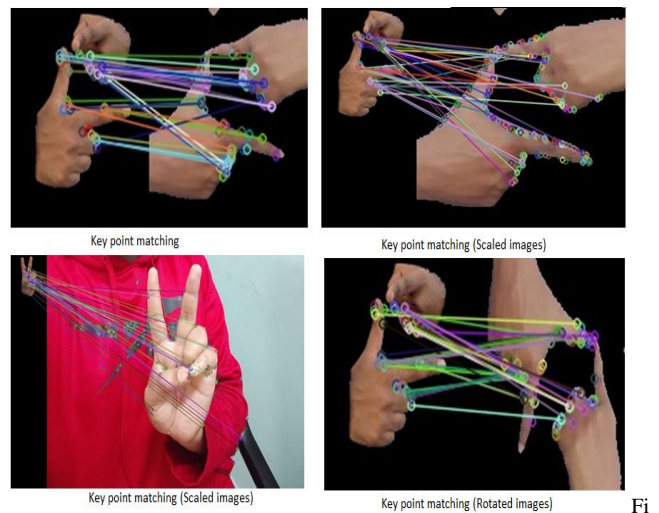 Key point matching
Key point matching (Scaled images)
Key point matching (Scaled images)
Key point matching (Rotated images)
Fi